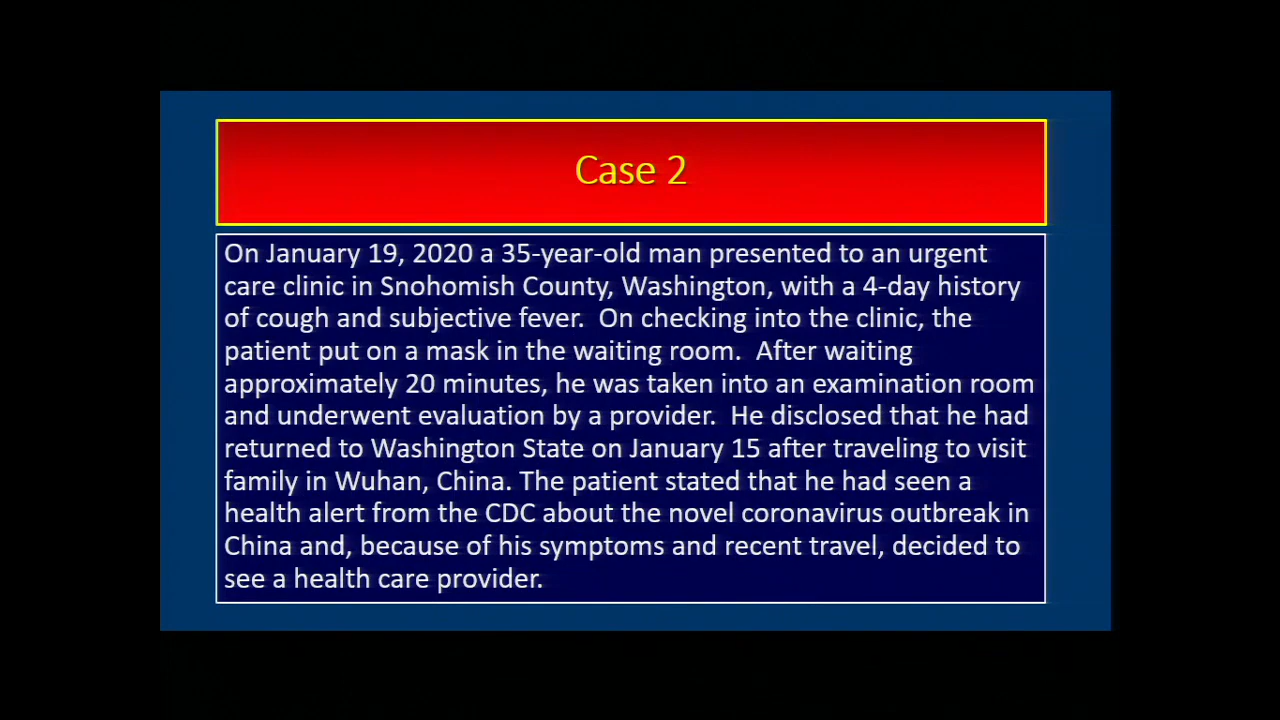 Case 2
On January 19, 2020 a 35-year-old man presented to an urgent
care clinic in Snohomish County, Washington, with a 4-day history
of cough and subjective fever.  On checking into the clinic, the
patient put on a mask in the waiting room.  After waiting
approximately 20 minutes, he was taken into an examination room
and underwent evaluation by a provider.  He disclosed that he had
returned to Washington State on January 15 after traveling to visit
family in Wuhan, China. The patient stated that he had seen a
health alert from the CDC about the novel coronavirus outbreak in
China and, because of his symptoms and recent travel, decided to
see a health care provider.